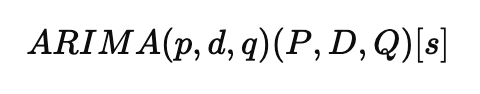 ARIMA(p, d, q)(P, D, Q)[s]